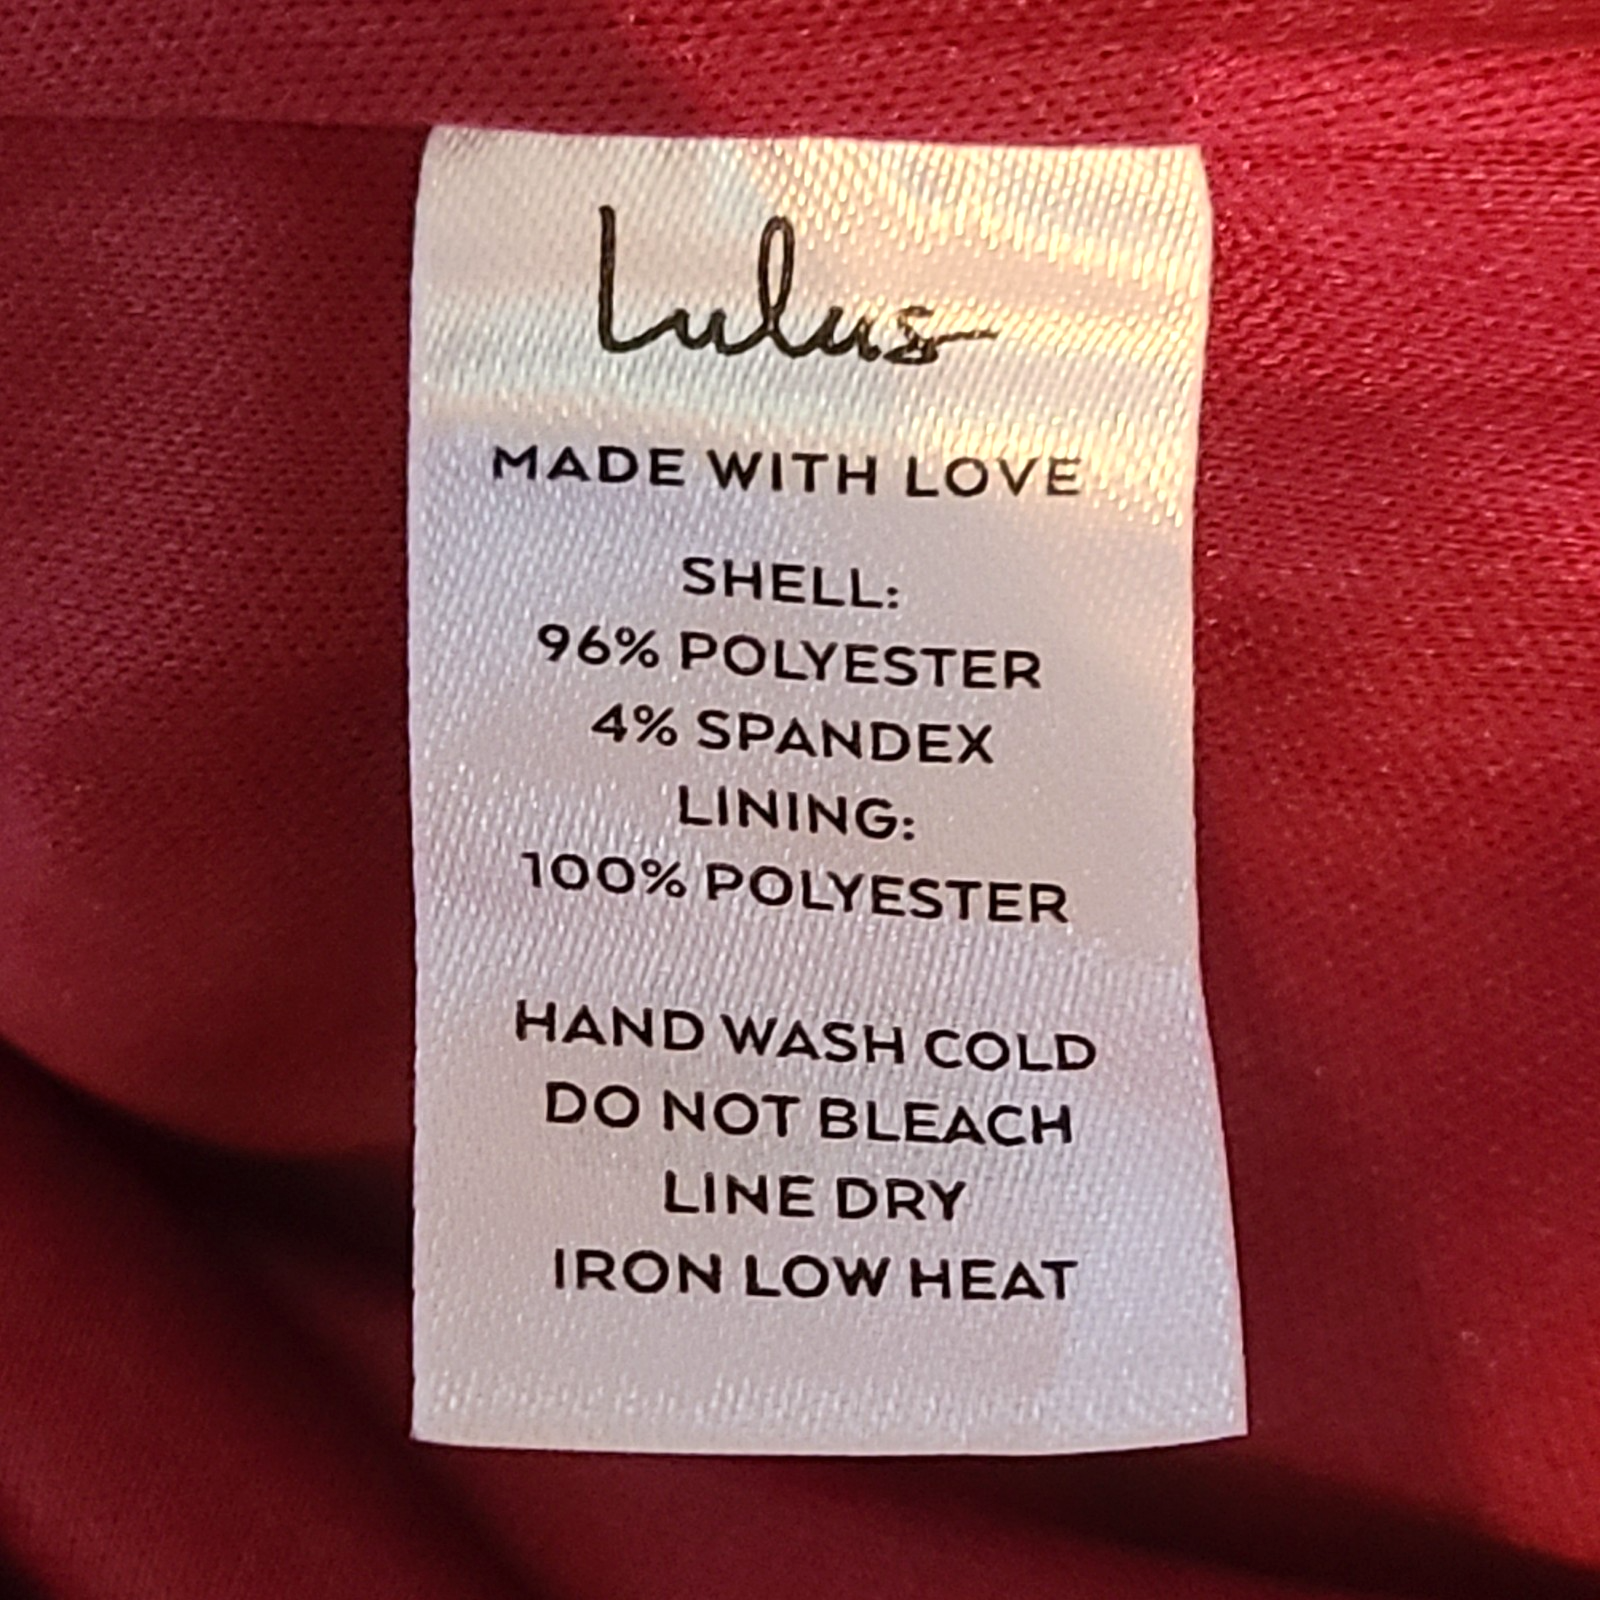 Lulus
MADE WITH LOVE
SHELL:
96% POLYESTER
4% SPANDEX
LINING:
100% POLYESTER
HAND WASH COLD
DO NOT BLEACH
LINE DRY
IRON LOW HEAT